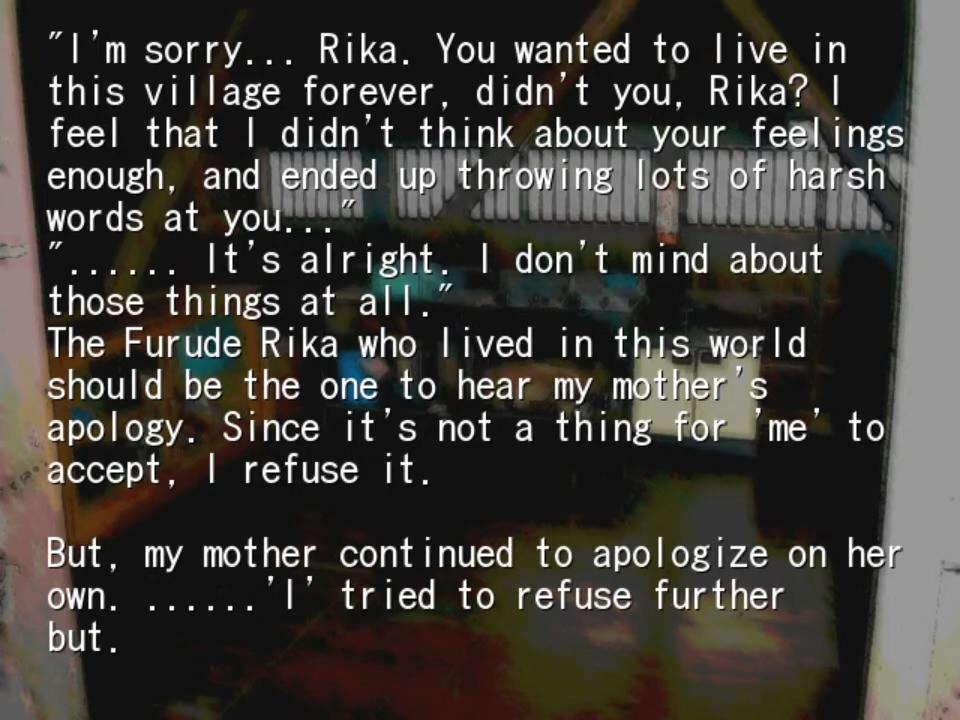 "I'm sorry... Rika. You wanted to live in
this village forever, didn't you, Rika? I
feel that I didn't think about your feelings
enough, and ended up throwing lots of harsh
words at you..."
"...... It's alright. I don't mind about
those things at all."
The Furude Rika who lived in this world
should be the one to hear my mother's
apology. Since it's not a thing for 'me' to
accept, I refuse it.
But, my mother continued to apologize on her
own. ......'I' tried to refuse further
but.